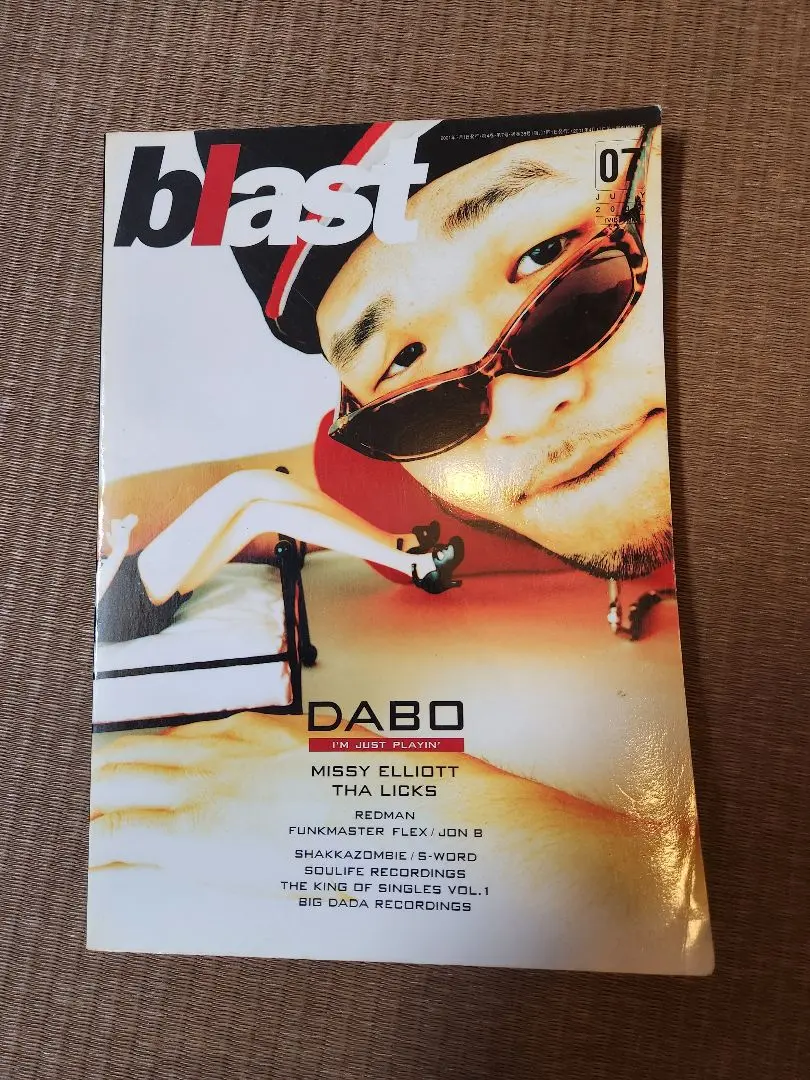 blast
07
JULY
DABO
I'M JUST PLAYIN'
MISSY ELLIOTT
THA LICKS
REDMAN
FUNKMASTER FLEX / JON B
SHAKKAZOMBIE / S-WORD
SOULIFE RECORDINGS
THE KING OF SINGLES VOL.1
BIG DADA RECORDINGS